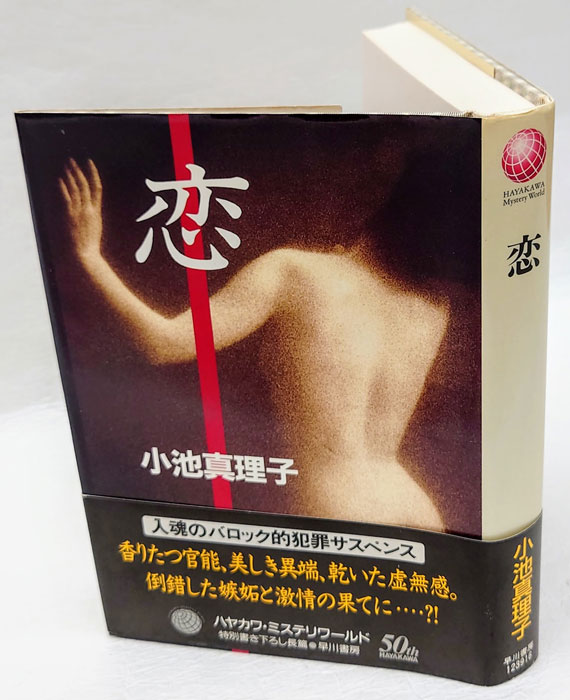 恋
小池真理子
入魂のバロック的犯罪サスペンス
香りたつ官能、美しき異端、乾いた虚無感。
倒錯した嫉妬と激情の果てに‥‥?!
ハヤカワ・ミステリワールド
特別書き下ろし長篇●早川書房
50th
HAYAKAWA
HAYAKAWA
Mystery World
恋
小池真理子
早川書房